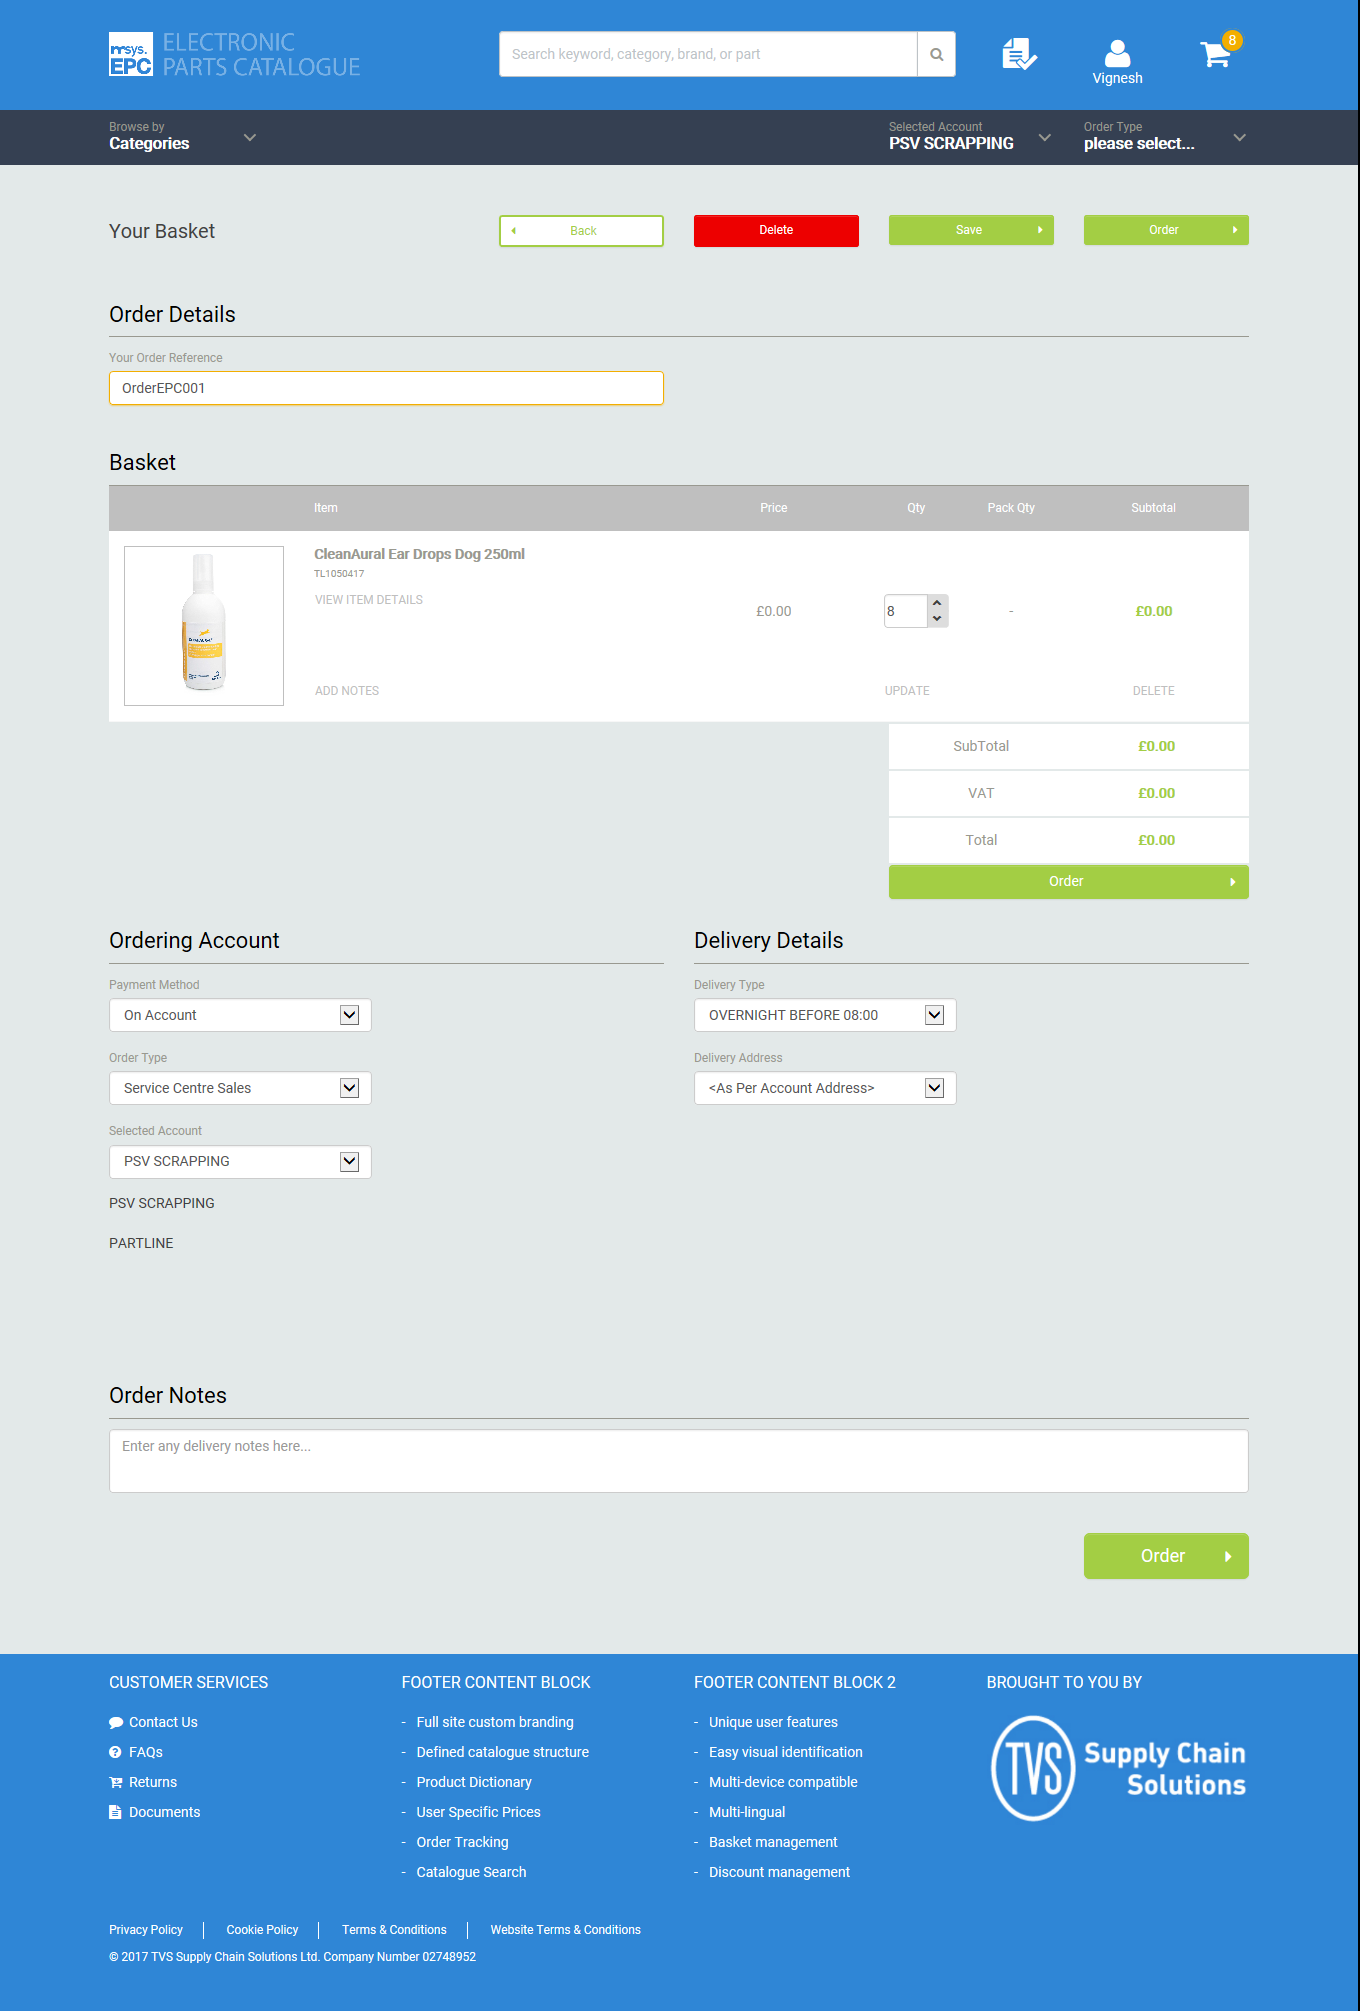 msys.
EPC
ELECTRONIC
PARTS CATALOGUE
Search keyword, category, brand, or part
Vignesh
8
Browse by
Categories
Selected Account
PSV SCRAPPING
Order Type
please select...
Your Basket
Back
Delete
Save
Order
Order Details
Your Order Reference
OrderEPC001
Basket
Item Price Qty Pack Qty Subtotal
CleanAural Ear Drops Dog 250ml
TL1050417
VIEW ITEM DETAILS
£0.00 8 - £0.00
ADD NOTES UPDATE DELETE
SubTotal £0.00
VAT £0.00
Total £0.00
Order
Ordering Account
Payment Method
On Account
Order Type
Service Centre Sales
Selected Account
PSV SCRAPPING
PSV SCRAPPING
PARTLINE
Delivery Details
Delivery Type
OVERNIGHT BEFORE 08:00
Delivery Address
<As Per Account Address>
Order Notes
Enter any delivery notes here...
Order
CUSTOMER SERVICES
Contact Us
FAQs
Returns
Documents
FOOTER CONTENT BLOCK
- Full site custom branding
- Defined catalogue structure
- Product Dictionary
- User Specific Prices
- Order Tracking
- Catalogue Search
FOOTER CONTENT BLOCK 2
- Unique user features
- Easy visual identification
- Multi-device compatible
- Multi-lingual
- Basket management
- Discount management
BROUGHT TO YOU BY
TVS
Supply Chain
Solutions
Privacy Policy
Cookie Policy
Terms & Conditions
Website Terms & Conditions
© 2017 TVS Supply Chain Solutions Ltd. Company Number 02748952